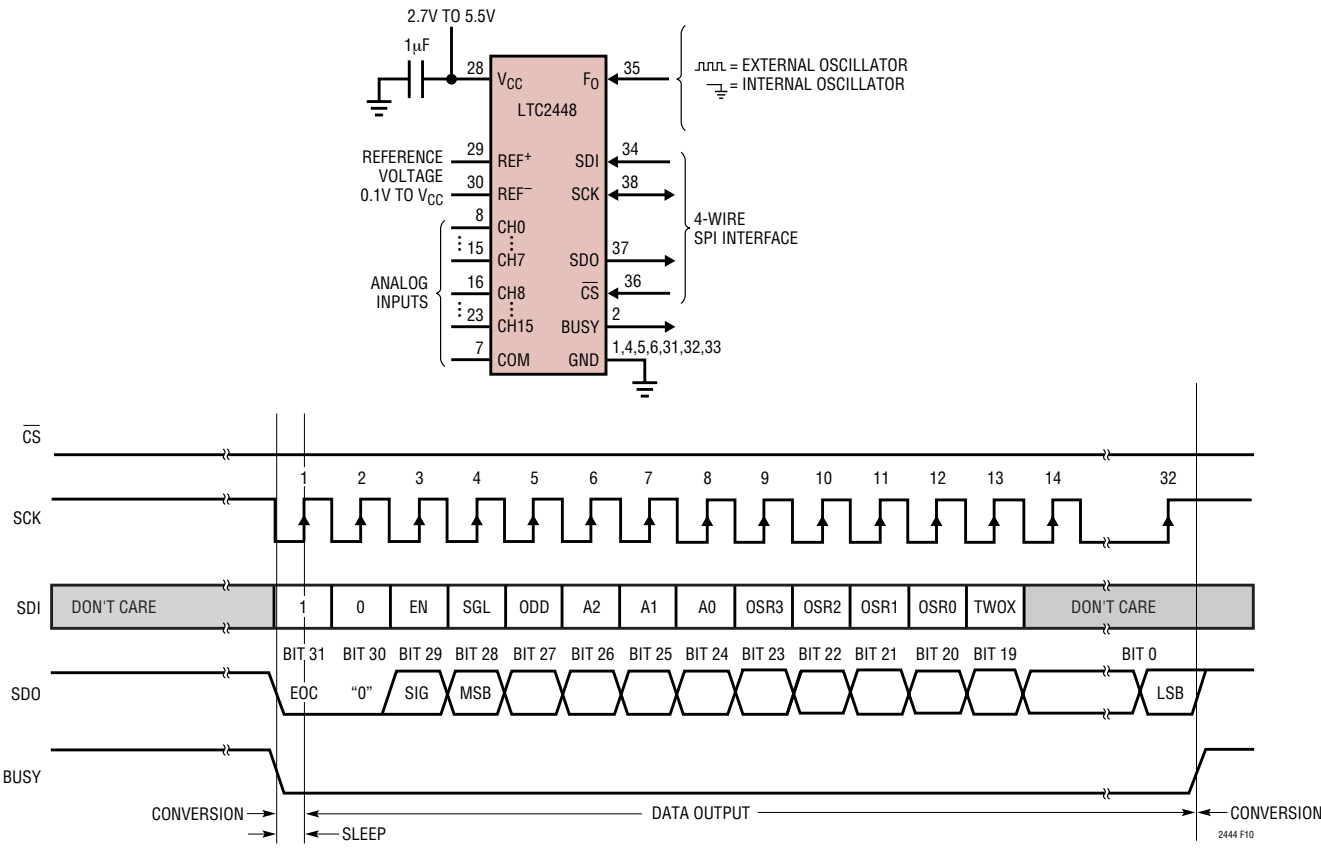 2.7V TO 5.5V
1µF
28
VCC
FO
35
= EXTERNAL OSCILLATOR
= INTERNAL OSCILLATOR
LTC2448
REFERENCE
VOLTAGE
0.1V TO VCC
29
REF+
30
REF–
SDI
34
SCK
38
4-WIRE
SPI INTERFACE
ANALOG
INPUTS
8
CH0
15
CH7
SDO
37
16
CH8
CS
36
23
CH15
BUSY
2
7
COM
GND
1,4,5,6,31,32,33
CS
1 2 3 4 5 6 7 8 9 10 11 12 13 14 32
SCK
SDI DON'T CARE 1 0 EN SGL ODD A2 A1 A0 OSR3 OSR2 OSR1 OSR0 TWOX DON'T CARE
BIT 31 BIT 30 BIT 29 BIT 28 BIT 27 BIT 26 BIT 25 BIT 24 BIT 23 BIT 22 BIT 21 BIT 20 BIT 19 BIT 0
SDO EOC “0” SIG MSB LSB
BUSY
CONVERSION DATA OUTPUT CONVERSION
SLEEP
2444 F10